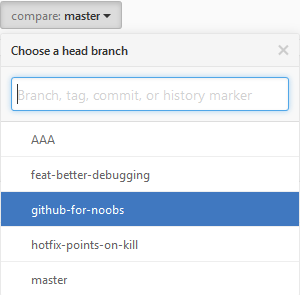 compare: master
Choose a head branch
Branch, tag, commit, or history marker
AAA
feat-better-debugging
github-for-noobs
hotfix-points-on-kill
master